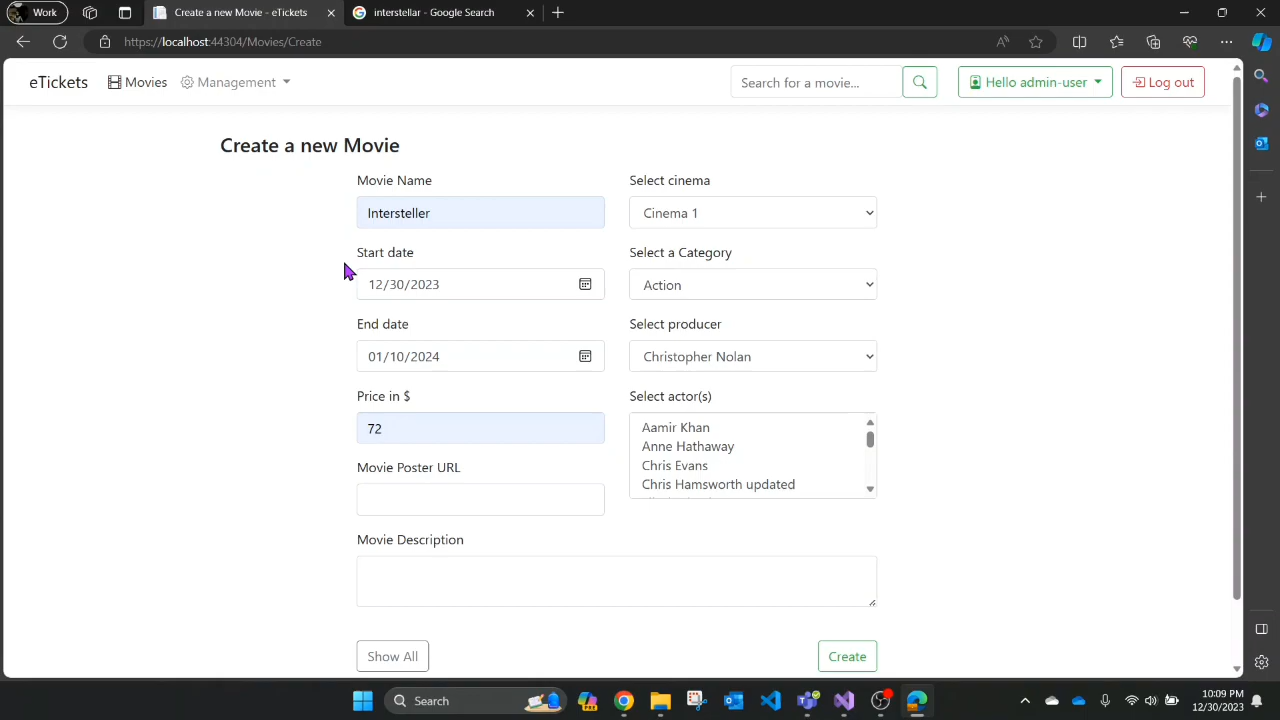 Work
Create a new Movie - eTickets
interstellar - Google Search
https://localhost:44304/Movies/Create
eTickets
Movies
Management
Search for a movie...
Hello admin-user
Log out
Create a new Movie
Movie Name
Select cinema
Intersteller
Cinema 1
Start date
Select a Category
12/30/2023
Action
End date
Select producer
01/10/2024
Christopher Nolan
Price in $
Select actor(s)
72
Aamir Khan
Anne Hathaway
Chris Evans
Chris Hamsworth updated
Movie Poster URL
Movie Description
Show All
Create
Search
10:09 PM
12/30/2023